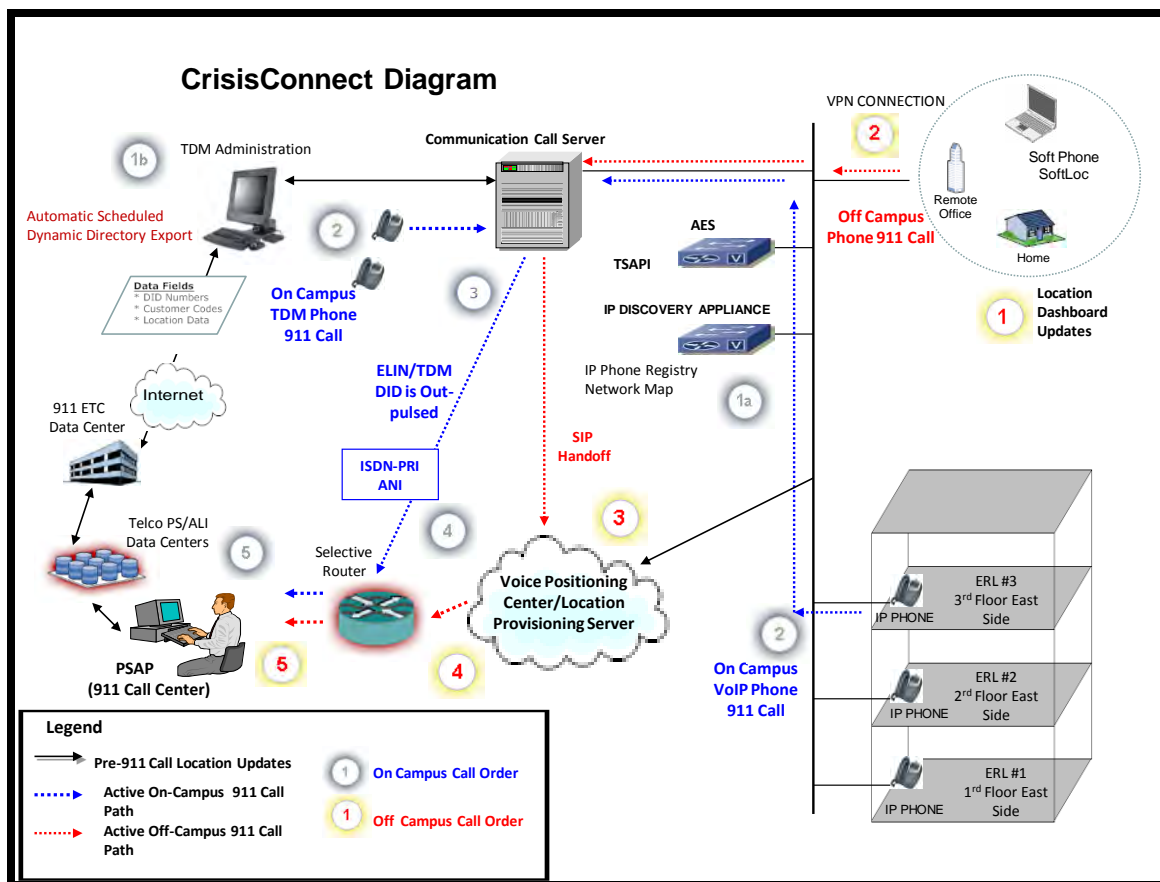 CrisisConnect Diagram
VPN CONNECTION
2
Soft Phone
SoftLoc
Remote
Office
Home
Off Campus
Phone 911 Call
1
Location
Dashboard
Updates
1b
TDM Administration
Communication Call Server
Automatic Scheduled
Dynamic Directory Export
2
Data Fields
* DID Numbers
* Customer Codes
* Location Data
On Campus
TDM Phone
911 Call
3
AES
TSAPI
V
IP DISCOVERY APPLIANCE
V
IP Phone Registry
Network Map
1a
Internet
911 ETC
Data Center
ELIN/TDM
DID is Out-
pulsed
SIP
Handoff
ISDN-PRI
ANI
3
4
Telco PS/ALI
Data Centers
5
Selective
Router
Voice Positioning
Center/Location
Provisioning Server
4
5
PSAP
(911 Call Center)
2
On Campus
VoIP Phone
911 Call
ERL #3
3rd Floor East
Side
IP PHONE
ERL #2
2rd Floor East
Side
IP PHONE
ERL #1
1rd Floor East
Side
IP PHONE
Legend
Pre-911 Call Location Updates
Active On-Campus 911 Call
Path
Active Off-Campus 911 Call
Path
1
On Campus Call Order
1
Off Campus Call Order